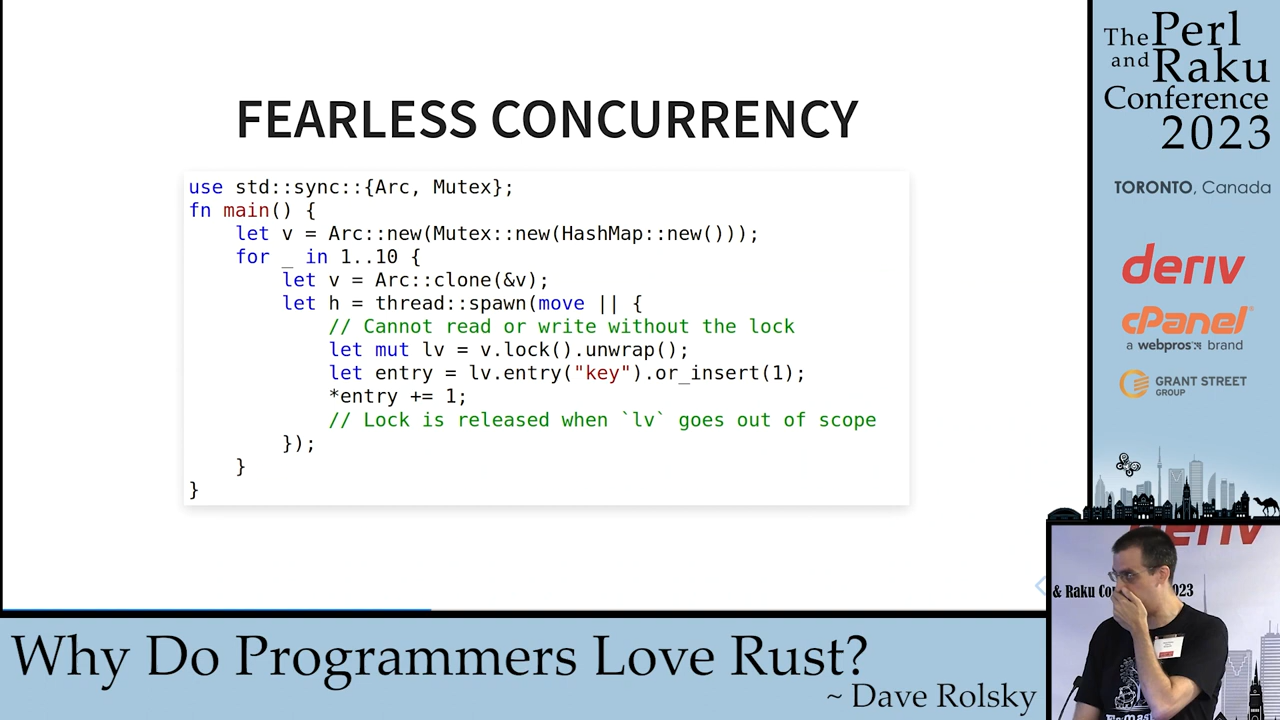 FEARLESS CONCURRENCY
use std::sync::{Arc, Mutex};
fn main() {
    let v = Arc::new(Mutex::new(HashMap::new()));
    for _ in 1..10 {
        let v = Arc::clone(&v);
        let h = thread::spawn(move || {
            // Cannot read or write without the lock
            let mut lv = v.lock().unwrap();
            let entry = lv.entry("key").or_insert(1);
            *entry += 1;
            // Lock is released when `lv` goes out of scope
        });
    }
}
The Perl
and Raku
Conference
2023
TORONTO, Canada
deriv
cPanel
a webpros brand
GRANT STREET
GROUP
deriv
& Raku Co 2023
Why Do Programmers Love Rust?
~ Dave Rolsky